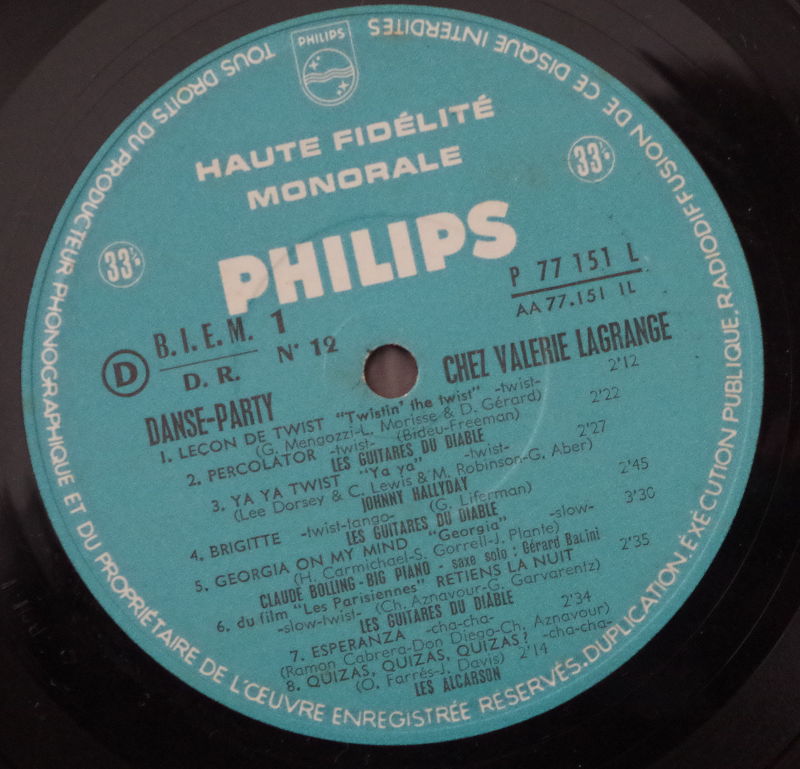 TOUS DROITS DU PRODUCTEUR PHONOGRAPHIQUE ET DU PROPRIÉTAIRE DE L'ŒUVRE ENREGISTRÉE RÉSERVÉS. DUPLICATION, EXÉCUTION PUBLIQUE, RADIODIFFUSION DE CE DISQUE INTERDITES
PHILIPS
HAUTE FIDÉLITÉ
MONORALE
33⅓
33⅓
PHILIPS
P 77 151 L
AA 77.151 1L
D
B.I.E.M. 1
D. R.
N° 12
DANSE-PARTY
CHEZ VALERIE LAGRANGE
1. LEÇON DE TWIST "Twistin' the twist" -twist- 2'12
(G. Mengozzi-L. Morisse & D. Gérard)
2. PERCOLATOR -twist- (Bideu-Freeman) 2'22
LES GUITARES DU DIABLE
3. YA YA TWIST "Ya ya" -twist- 2'27
(Lee Dorsey & C. Lewis & M. Robinson-G. Aber)
JOHNNY HALLYDAY
4. BRIGITTE -twist-tango- (G. Liferman) 2'45
LES GUITARES DU DIABLE
5. GEORGIA ON MY MIND "Georgia" -slow- 3'30
(H. Carmichael-S. Gorrell-J. Plante)
CLAUDE BOLLING - BIG PIANO - saxe solo : Gérard Badini
6. du film "Les Parisiennes" RETIENS LA NUIT 2'35
-slow-twist- (Ch. Aznavour-G. Garvarentz)
LES GUITARES DU DIABLE
7. ESPERANZA -cha-cha- 2'34
(Ramon Cabrera-Don Diego-Ch. Aznavour)
8. QUIZAS, QUIZAS, QUIZAS? -cha-cha-
(O. Farrés-J. Davis) 2'14
LES ALCARSON